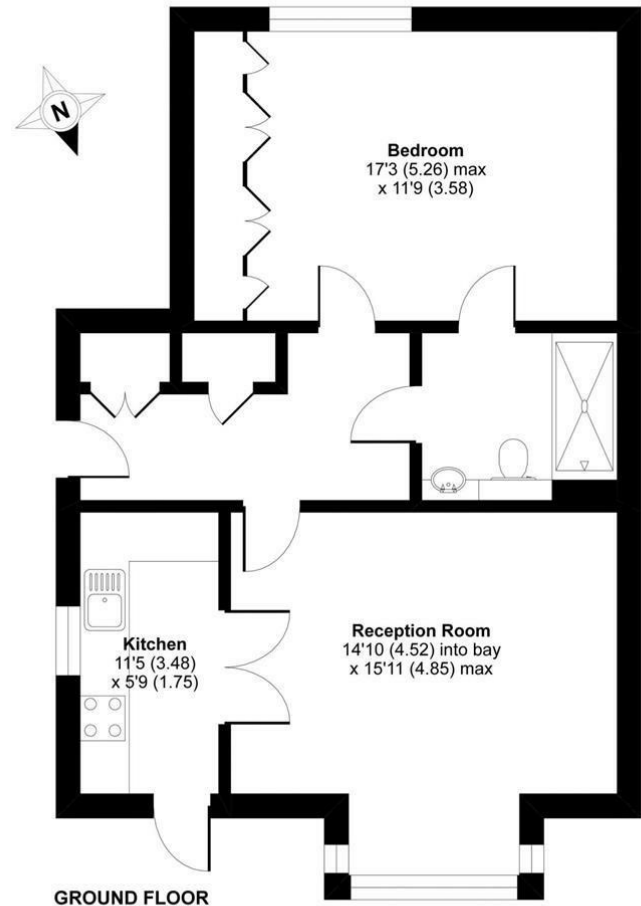 N
Bedroom
17'3 (5.26) max
x 11'9 (3.58)
Kitchen
11'5 (3.48)
x 5'9 (1.75)
Reception Room
14'10 (4.52) into bay
x 15'11 (4.85) max
GROUND FLOOR